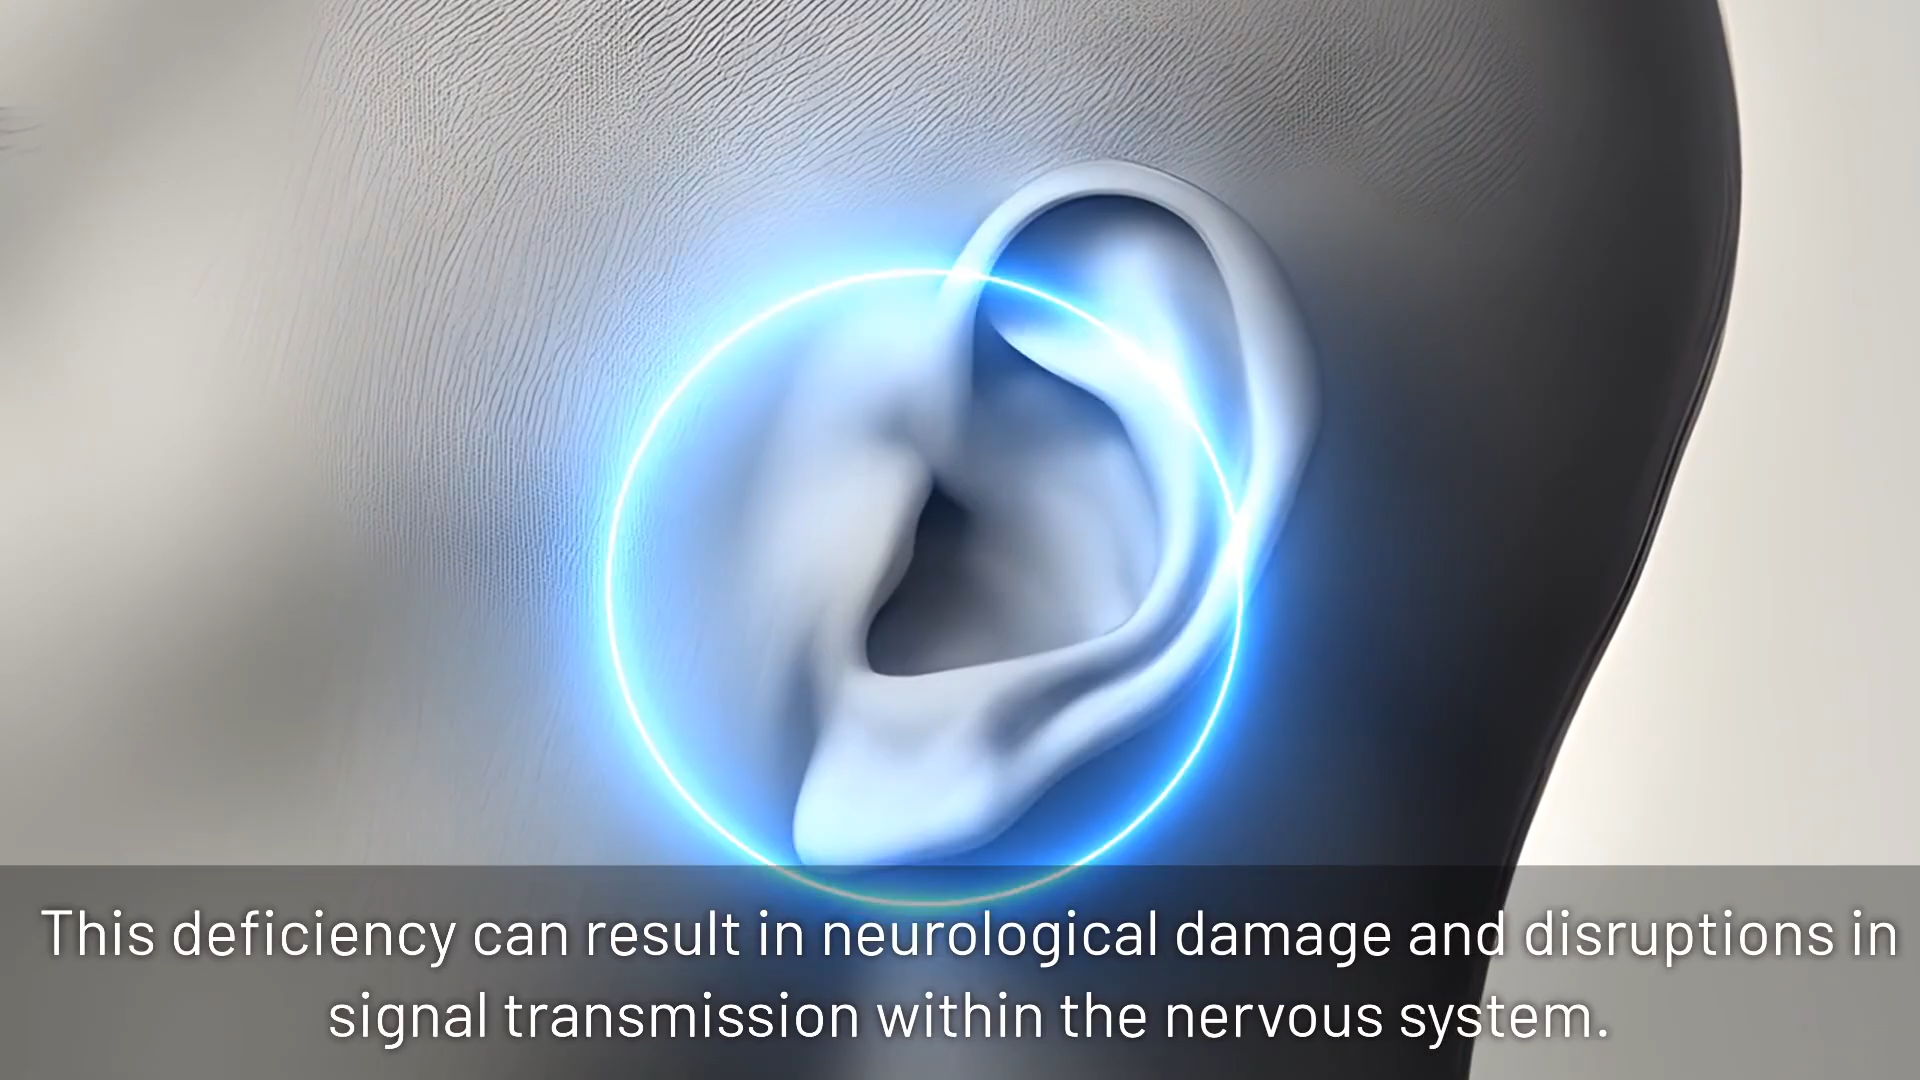 This deficiency can result in neurological damage and disruptions in
signal transmission within the nervous system.